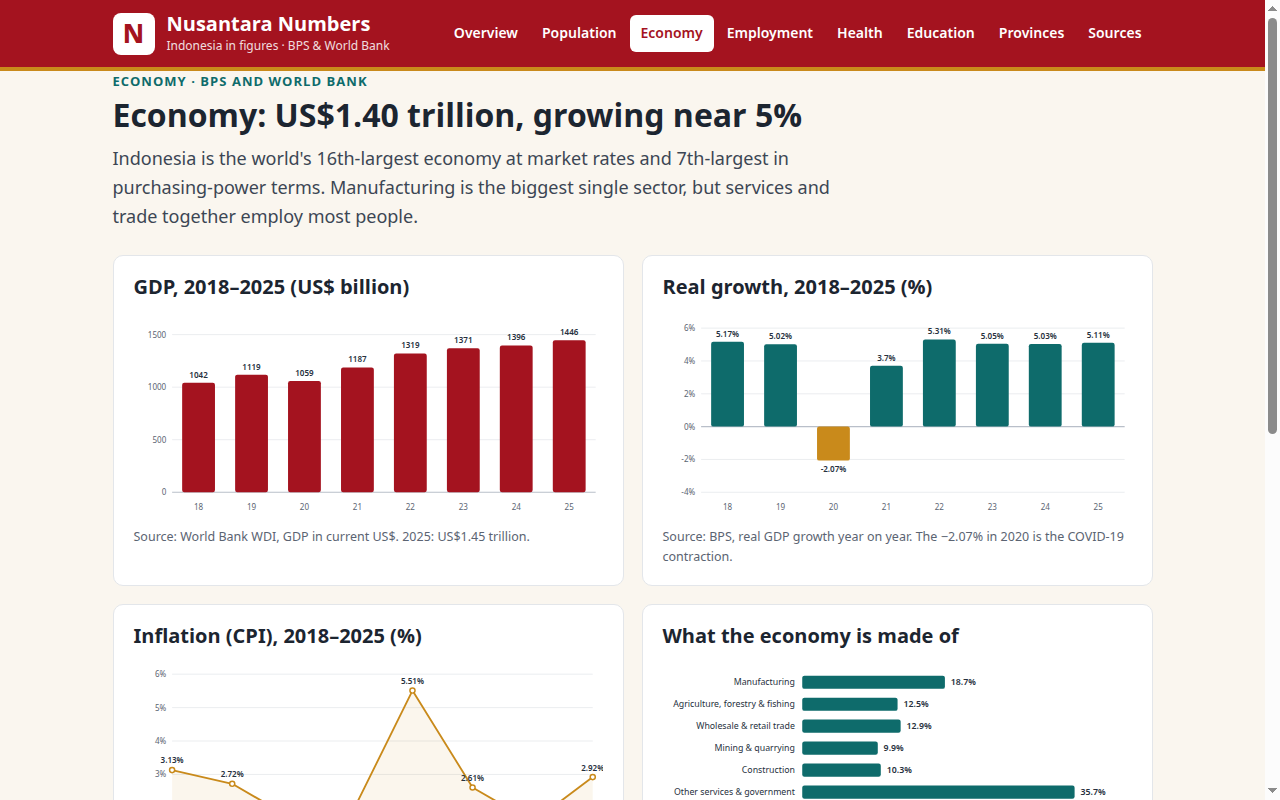 N
Nusantara Numbers
Indonesia in figures · BPS & World Bank
Overview
Population
Economy
Employment
Health
Education
Provinces
Sources
ECONOMY · BPS AND WORLD BANK
Economy: US$1.40 trillion, growing near 5%
Indonesia is the world's 16th-largest economy at market rates and 7th-largest in
purchasing-power terms. Manufacturing is the biggest single sector, but services and
trade together employ most people.
GDP, 2018–2025 (US$ billion)
1500
1000
500
0
1042
1119
1059
1187
1319
1371
1396
1446
18
19
20
21
22
23
24
25
Source: World Bank WDI, GDP in current US$. 2025: US$1.45 trillion.
Real growth, 2018–2025 (%)
6%
4%
2%
0%
-2%
-4%
5.17%
5.02%
-2.07%
3.7%
5.31%
5.05%
5.03%
5.11%
18
19
20
21
22
23
24
25
Source: BPS, real GDP growth year on year. The −2.07% in 2020 is the COVID-19
contraction.
Inflation (CPI), 2018–2025 (%)
6%
5%
4%
3%
3.13%
2.72%
5.51%
2.61%
2.92%
What the economy is made of
Manufacturing 18.7%
Agriculture, forestry & fishing 12.5%
Wholesale & retail trade 12.9%
Mining & quarrying 9.9%
Construction 10.3%
Other services & government 35.7%